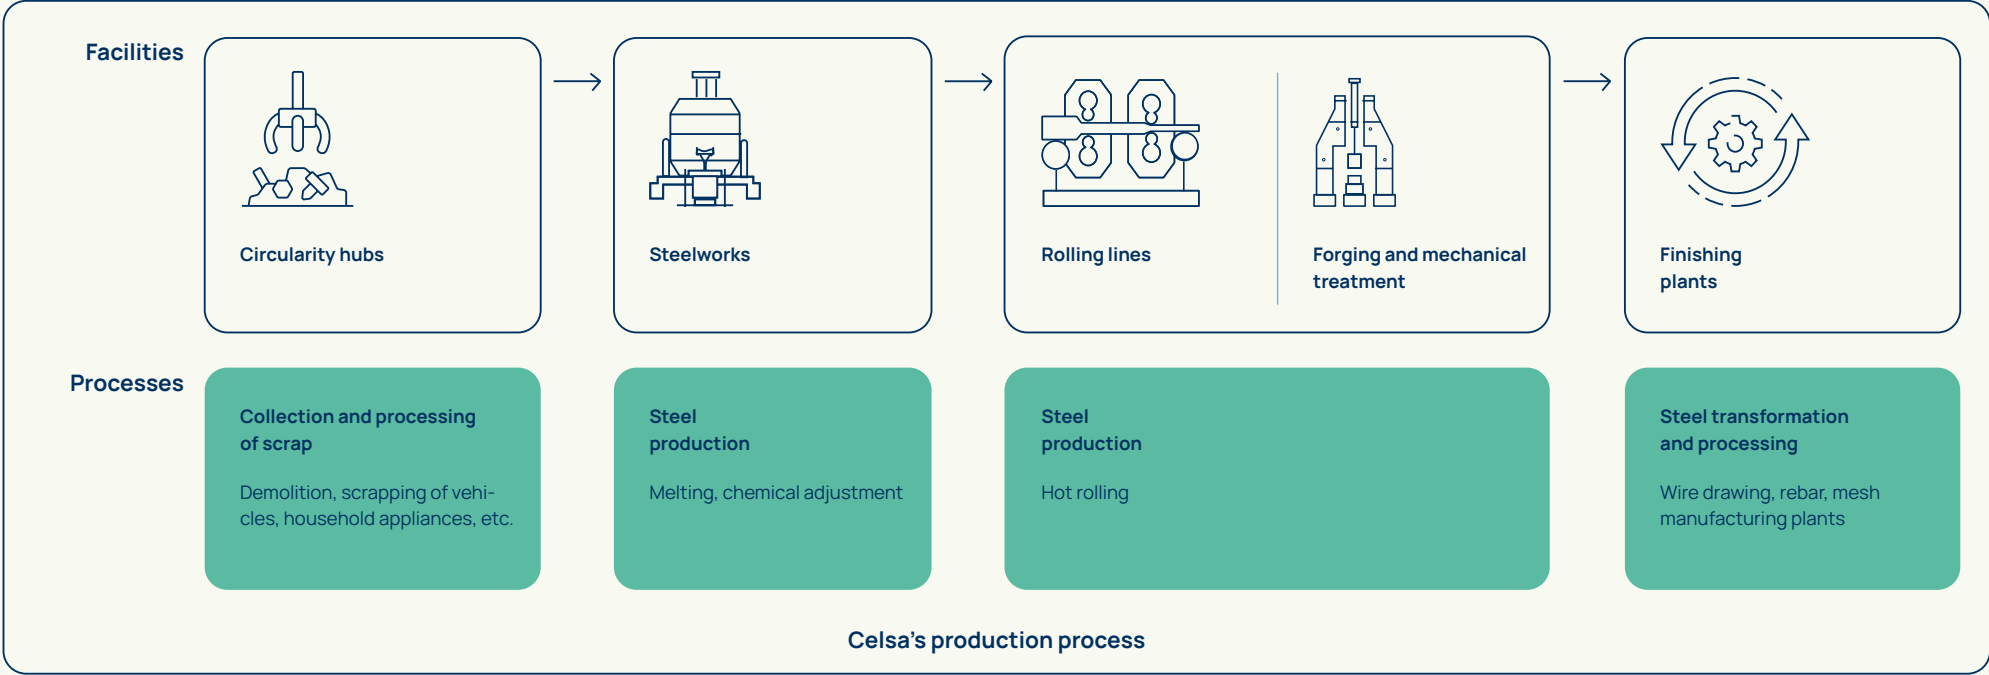 Facilities
Circularity hubs
Steelworks
Rolling lines
Forging and mechanical
treatment
Finishing
plants
Processes
Collection and processing
of scrap
Demolition, scrapping of vehi-
cles, household appliances, etc.
Steel
production
Melting, chemical adjustment
Steel
production
Hot rolling
Steel transformation
and processing
Wire drawing, rebar, mesh
manufacturing plants
Celsa’s production process